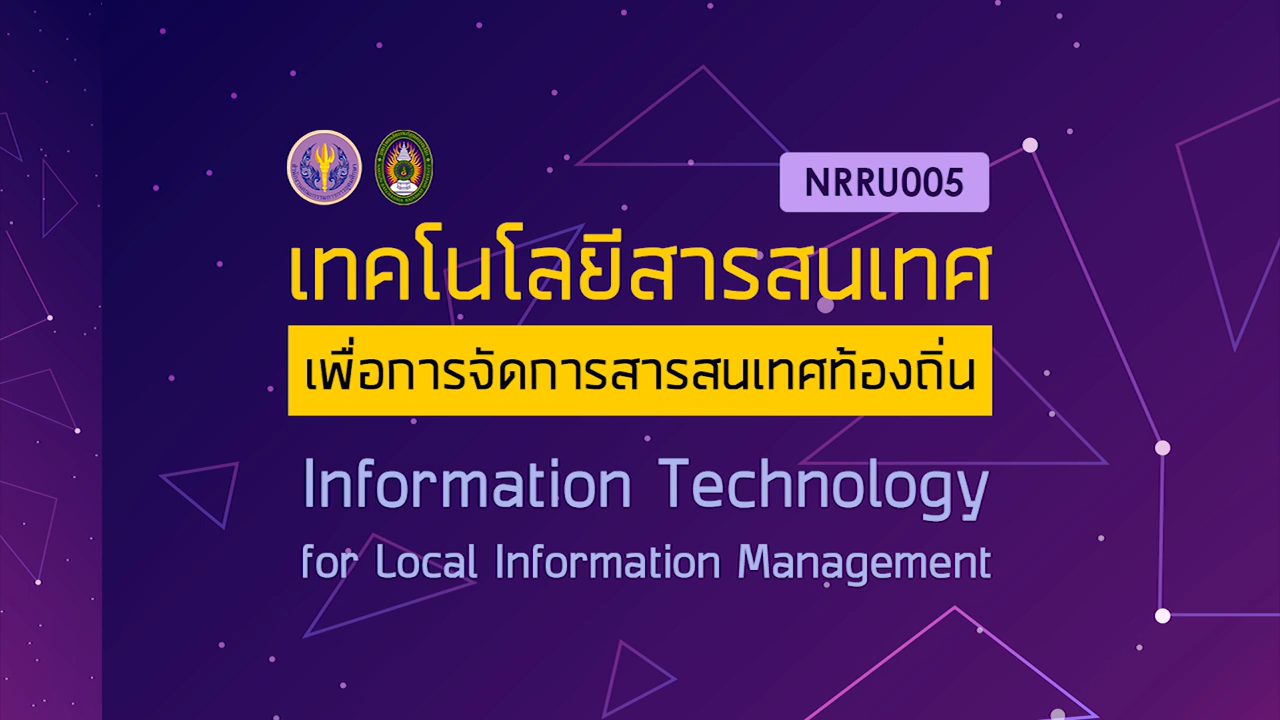 NRRU005
เทคโนโลยีสารสนเทศ
เพื่อการจัดการสารสนเทศท้องถิ่น
Information Technology
for Local Information Management